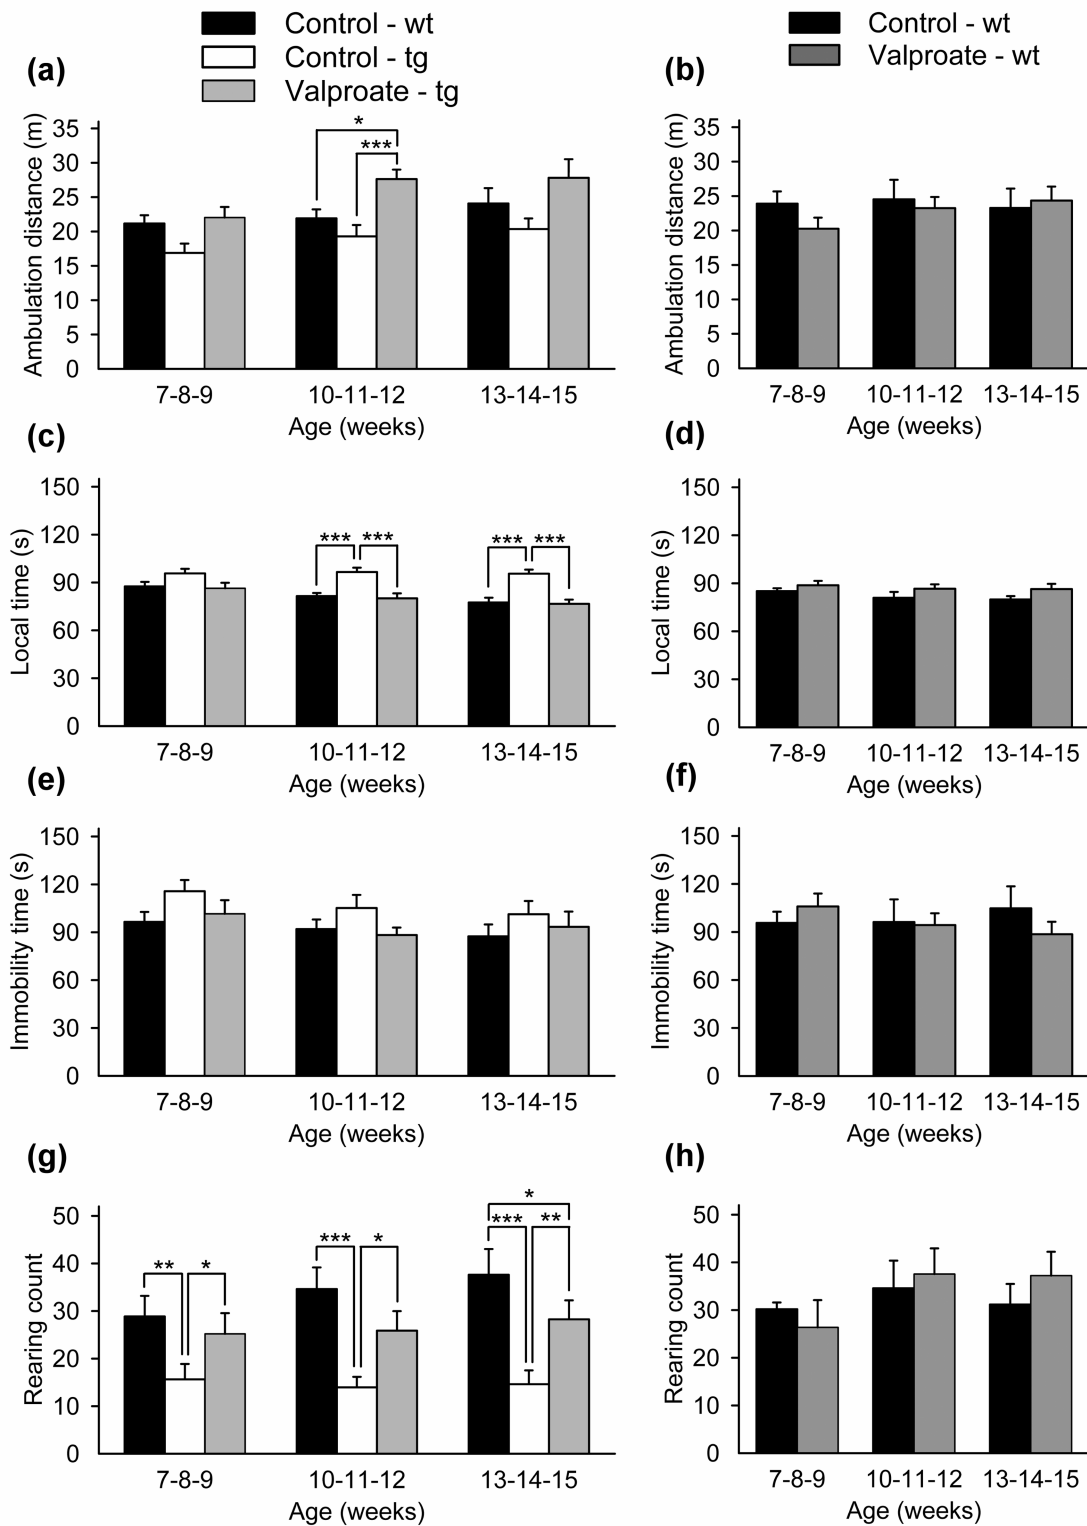 Control - wt
Control - tg
Valproate - tg
Control - wt
Valproate - wt
(a)
Ambulation distance (m)
35
30
25
20
15
10
5
0
*
***
7-8-9 10-11-12 13-14-15
Age (weeks)
(b)
Ambulation distance (m)
35
30
25
20
15
10
5
0
7-8-9 10-11-12 13-14-15
Age (weeks)
(c)
Local time (s)
150
120
90
60
30
0
*** *** *** ***
7-8-9 10-11-12 13-14-15
Age (weeks)
(d)
Local time (s)
150
120
90
60
30
0
7-8-9 10-11-12 13-14-15
Age (weeks)
(e)
Immobility time (s)
150
120
90
60
30
0
7-8-9 10-11-12 13-14-15
Age (weeks)
(f)
Immobility time (s)
150
120
90
60
30
0
7-8-9 10-11-12 13-14-15
Age (weeks)
(g)
Rearing count
50
40
30
20
10
0
*
*** **
*** *
** *
7-8-9 10-11-12 13-14-15
Age (weeks)
(h)
Rearing count
50
40
30
20
10
0
7-8-9 10-11-12 13-14-15
Age (weeks)